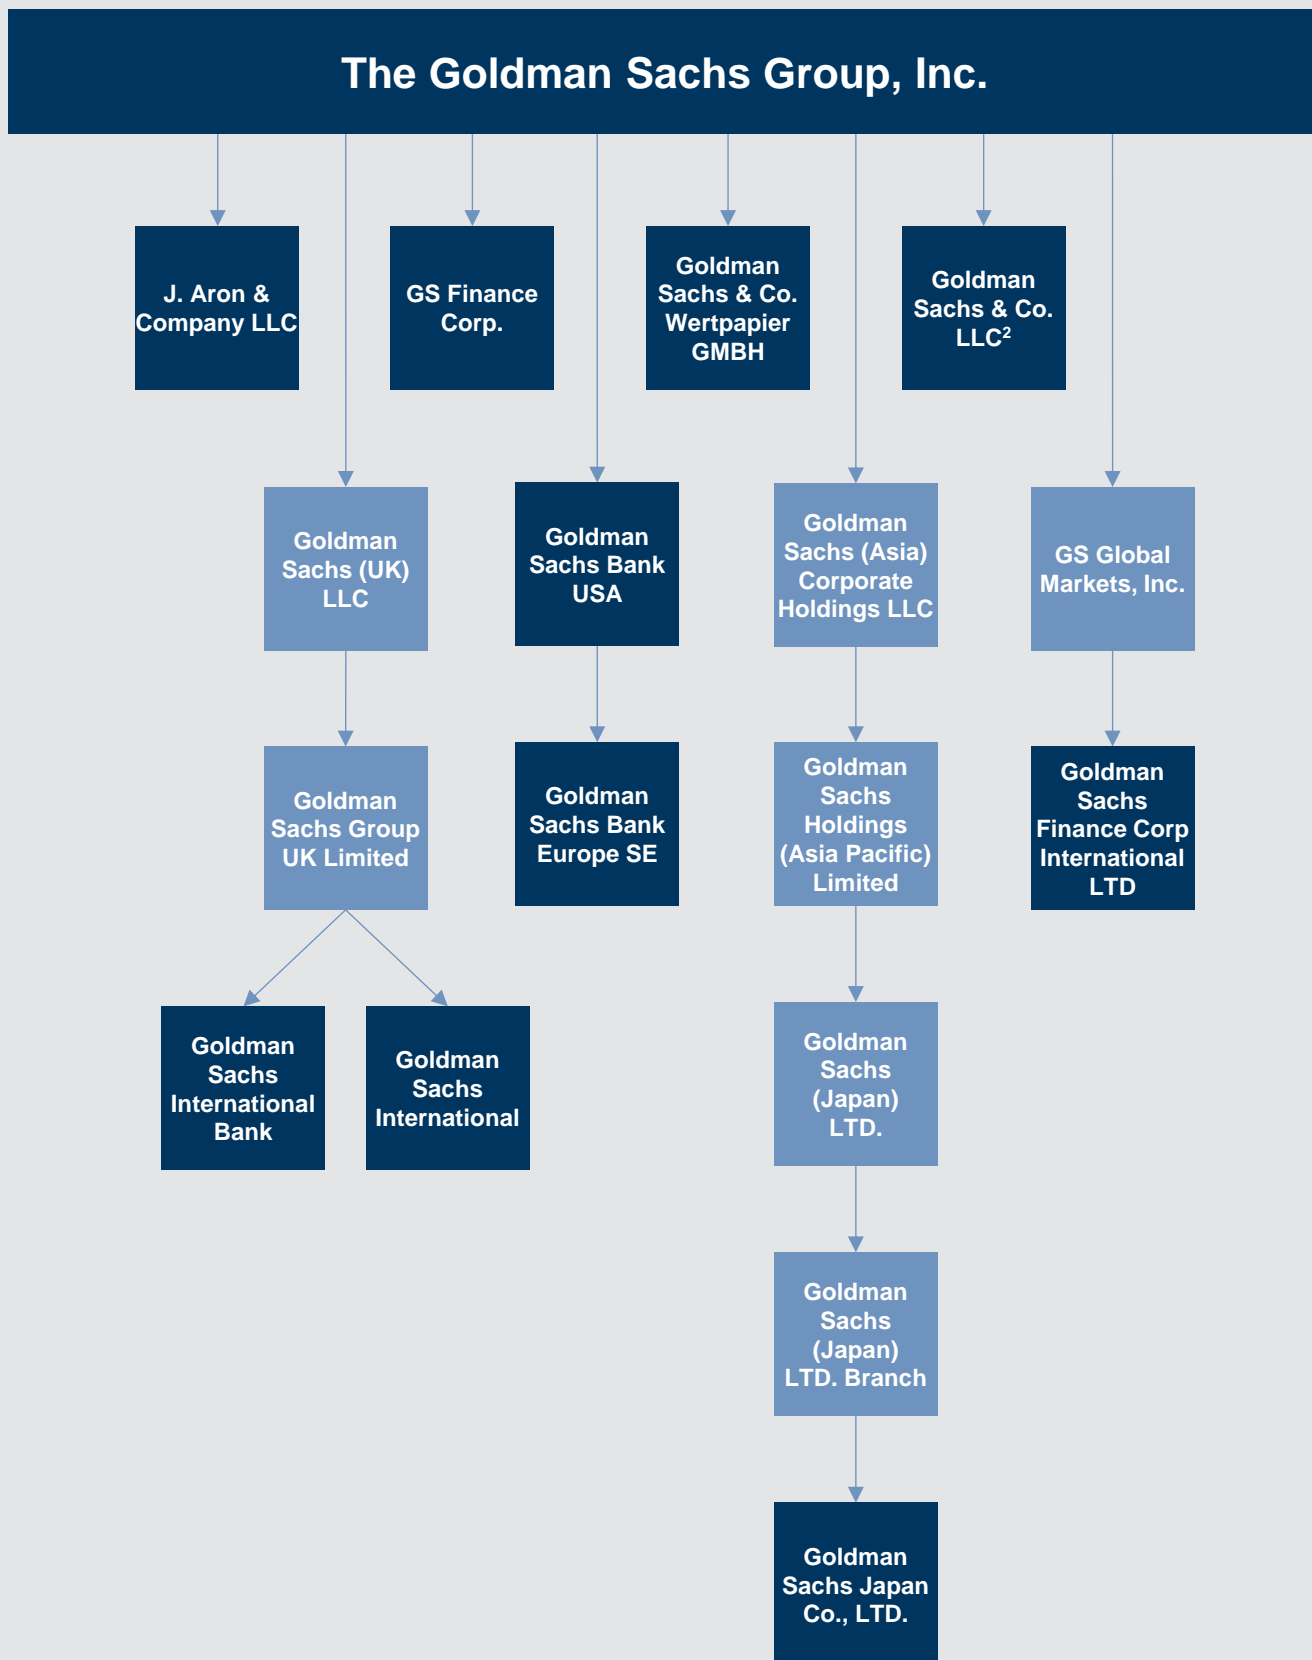 The Goldman Sachs Group, Inc.
J. Aron &
Company LLC
GS Finance
Corp.
Goldman
Sachs & Co.
Wertpapier
GMBH
Goldman
Sachs & Co.
LLC²
Goldman
Sachs (UK)
LLC
Goldman
Sachs Bank
USA
Goldman
Sachs (Asia)
Corporate
Holdings LLC
GS Global
Markets, Inc.
Goldman
Sachs Group
UK Limited
Goldman
Sachs Bank
Europe SE
Goldman
Sachs
Holdings
(Asia Pacific)
Limited
Goldman
Sachs
Finance Corp
International
LTD
Goldman
Sachs
International
Bank
Goldman
Sachs
International
Goldman
Sachs
(Japan)
LTD.
Goldman
Sachs
(Japan)
LTD. Branch
Goldman
Sachs Japan
Co., LTD.